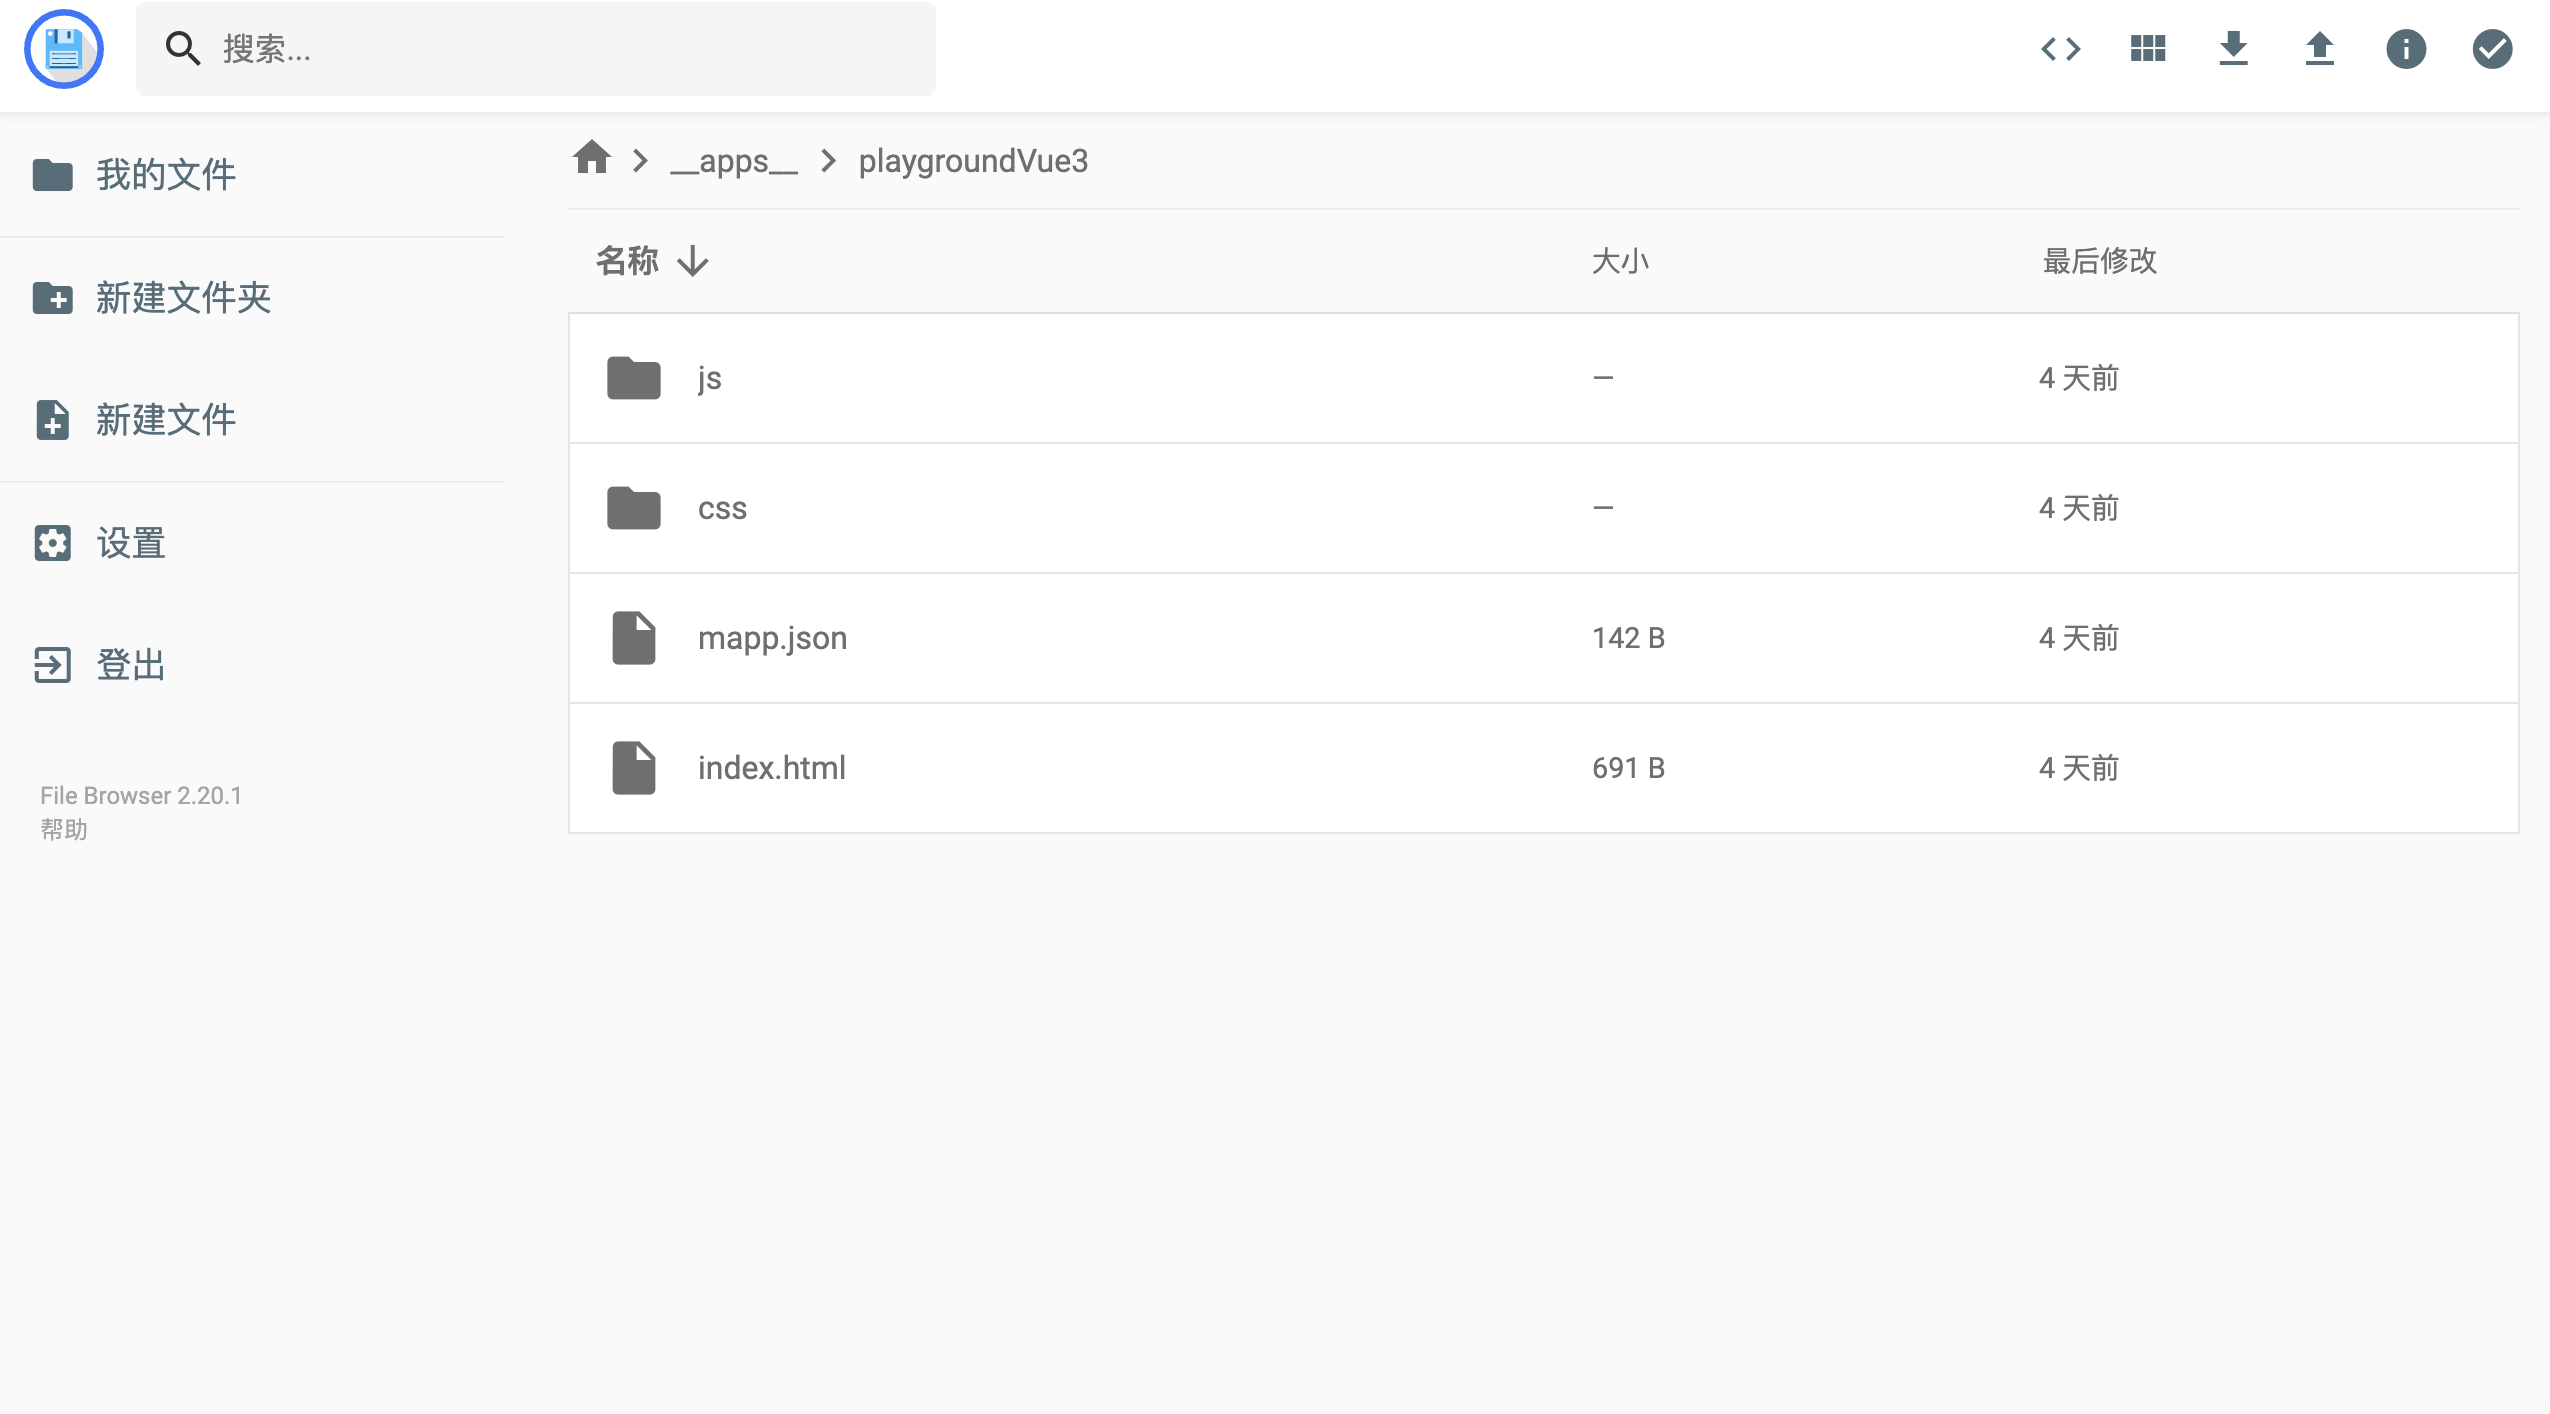 搜索...
我的文件
新建文件夹
新建文件
设置
登出
File Browser 2.20.1
帮助
__apps__ playgroundVue3
名称 大小 最后修改
js — 4 天前
css — 4 天前
mapp.json 142 B 4 天前
index.html 691 B 4 天前